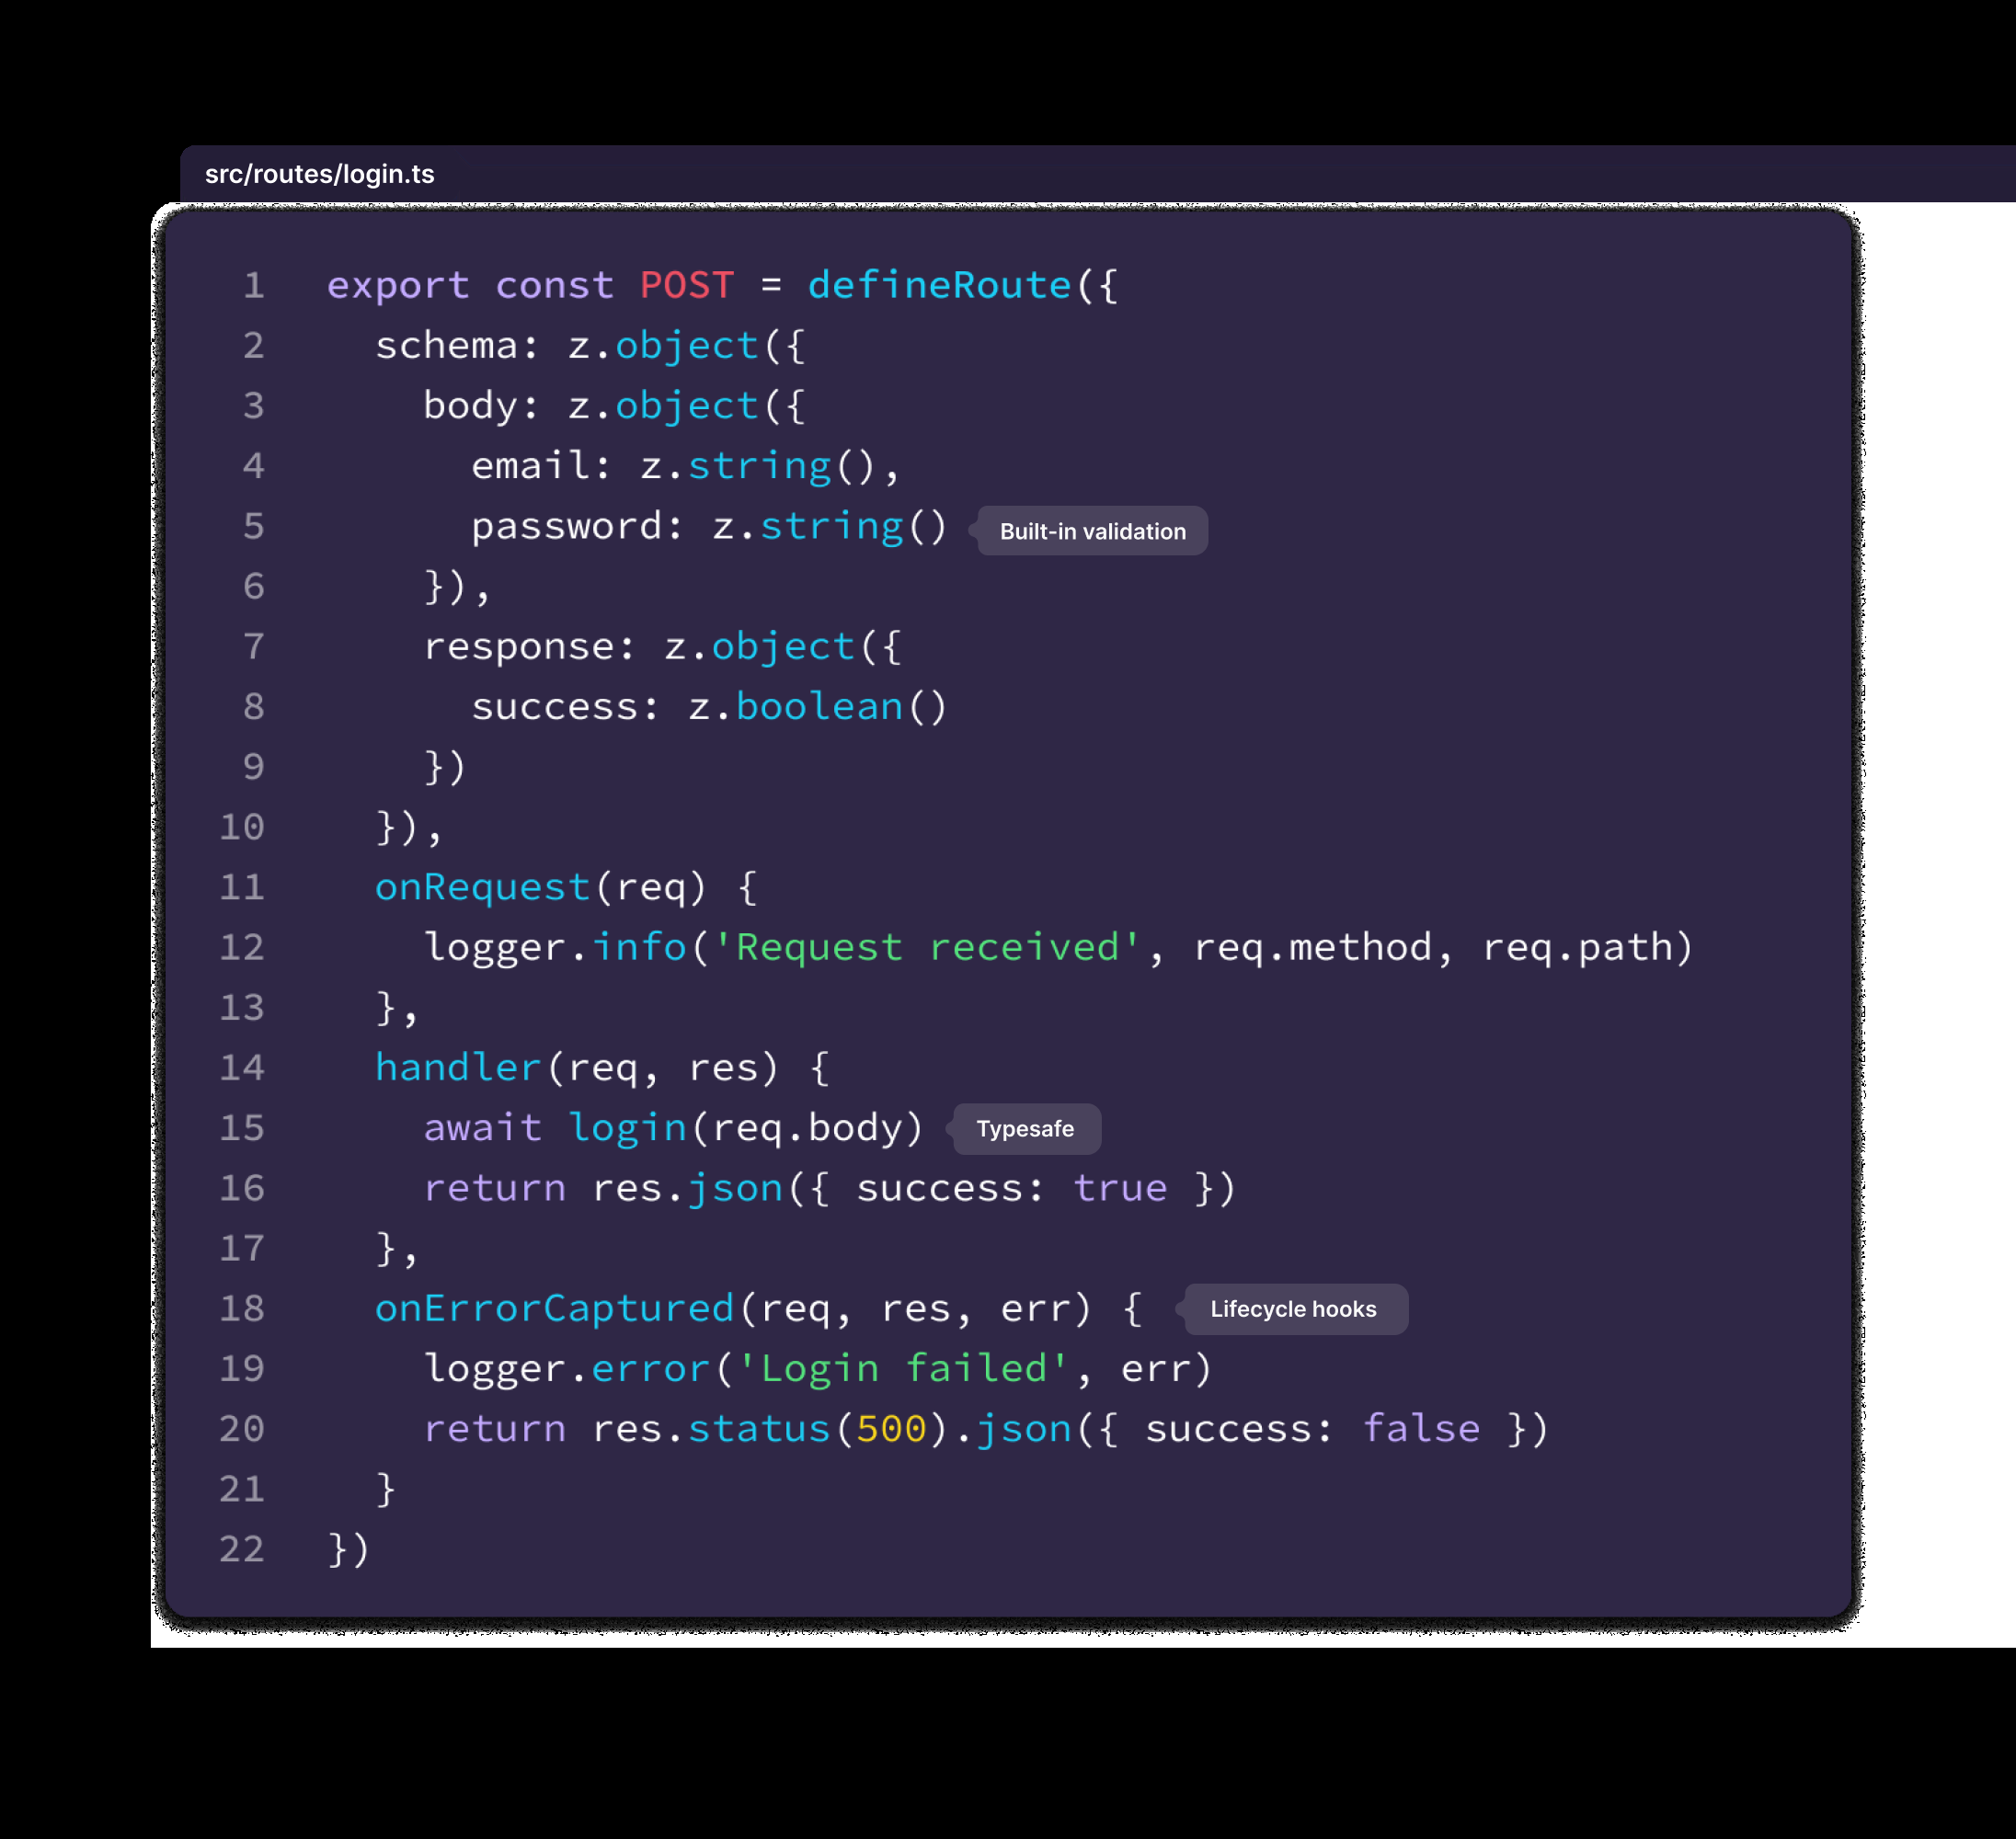 src/routes/login.ts
1 export const POST = defineRoute({
2   schema: z.object({
3     body: z.object({
4       email: z.string(),
5       password: z.string() Built-in validation
6     }),
7     response: z.object({
8       success: z.boolean()
9     })
10   }),
11   onRequest(req) {
12     logger.info('Request received', req.method, req.path)
13   },
14   handler(req, res) {
15     await login(req.body) Typesafe
16     return res.json({ success: true })
17   },
18   onErrorCaptured(req, res, err) { Lifecycle hooks
19     logger.error('Login failed', err)
20     return res.status(500).json({ success: false })
21   }
22 })